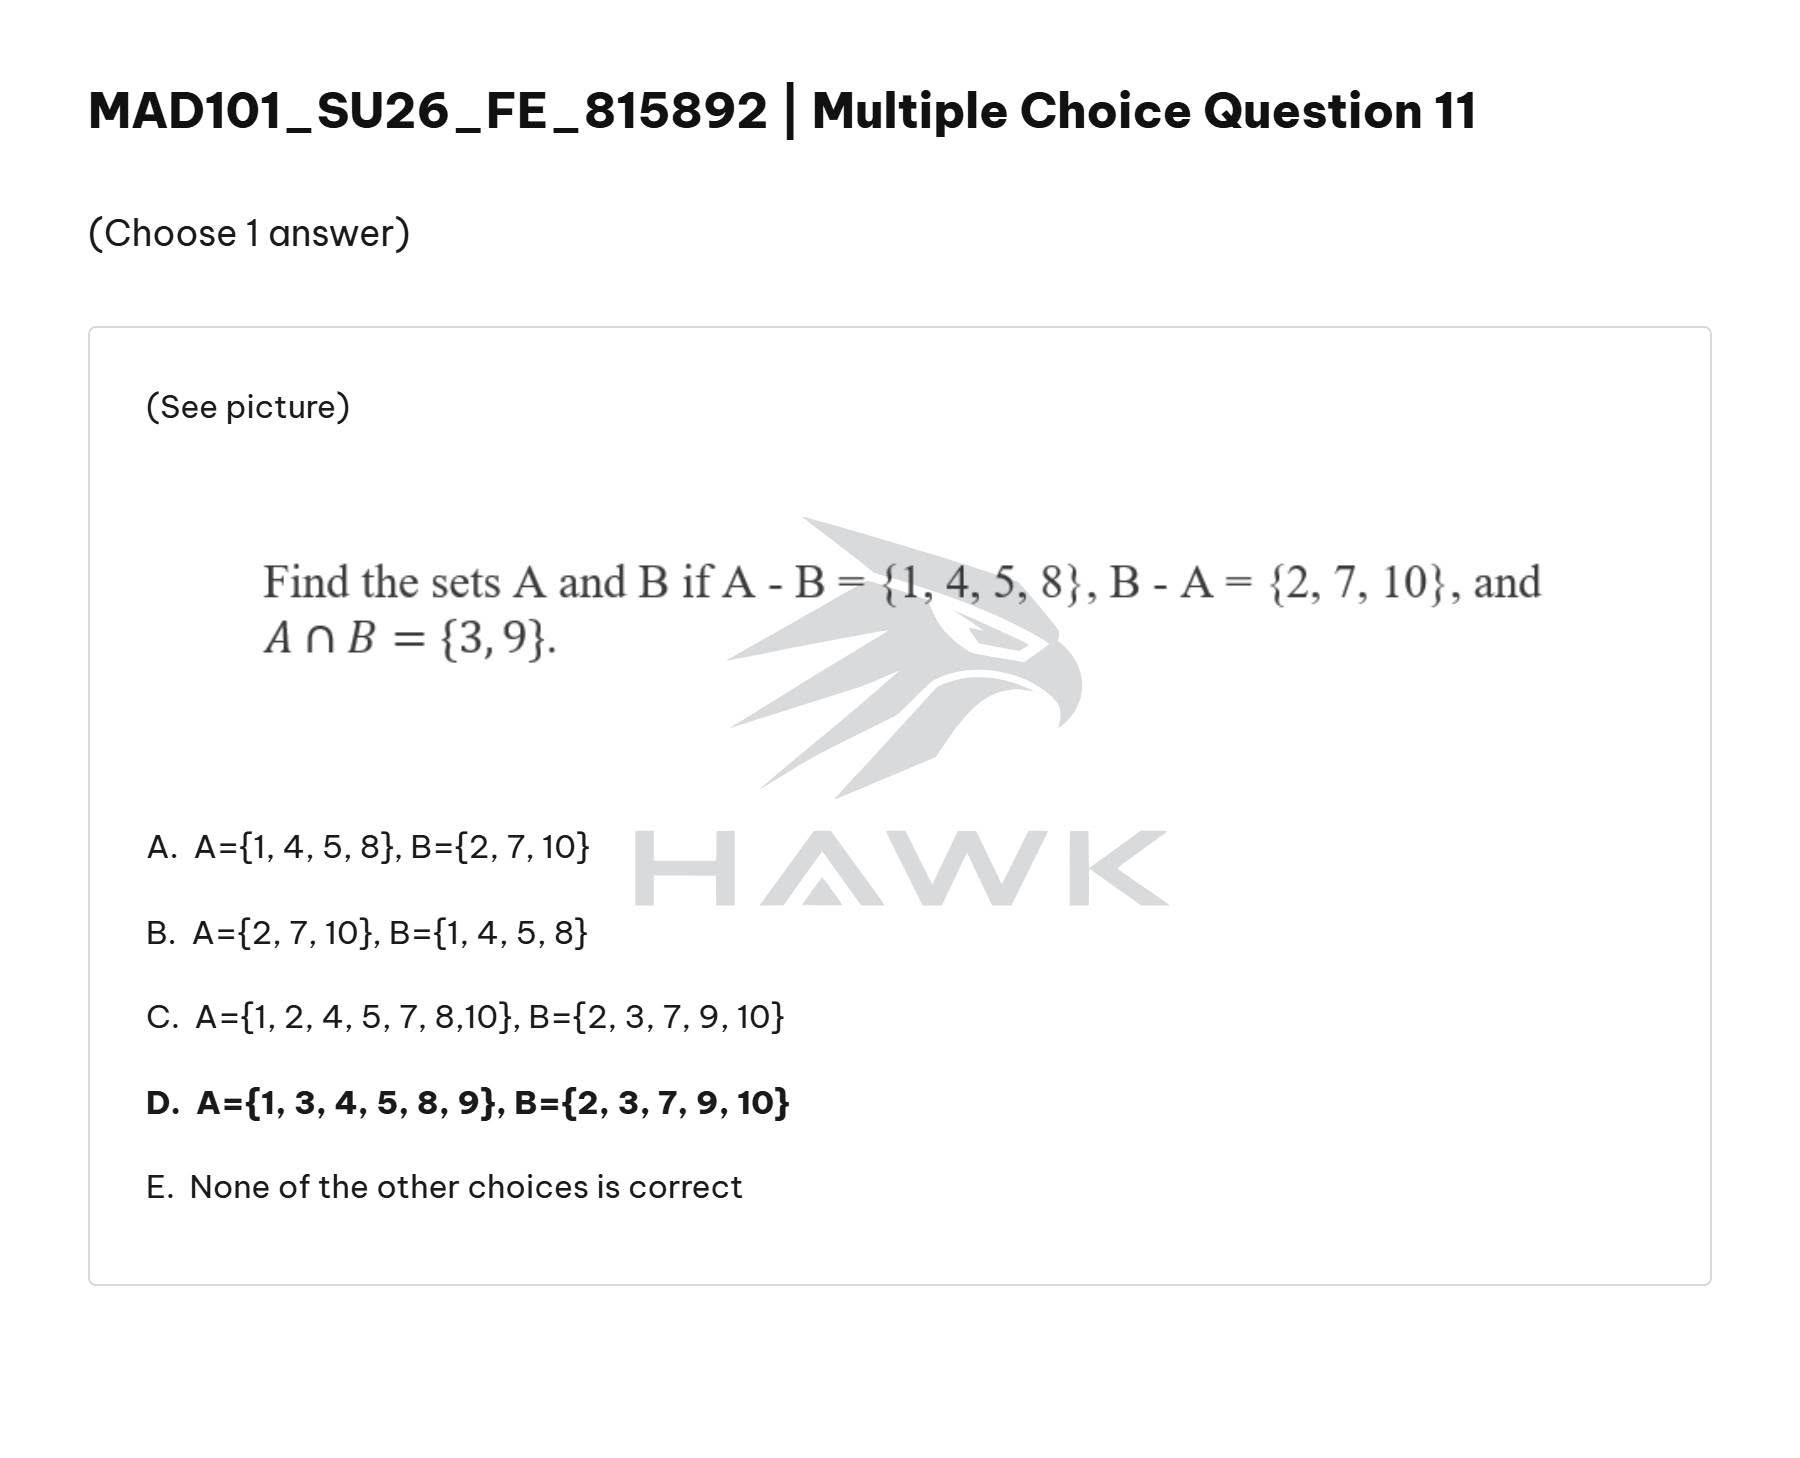 MAD101_SU26_FE_815892 | Multiple Choice Question 11
(Choose 1 answer)
(See picture)
Find the sets A and B if A - B = {1, 4, 5, 8}, B - A = {2, 7, 10}, and
A ∩ B = {3, 9}.
HAWK
A. A={1, 4, 5, 8}, B={2, 7, 10}
B. A={2, 7, 10}, B={1, 4, 5, 8}
C. A={1, 2, 4, 5, 7, 8,10}, B={2, 3, 7, 9, 10}
D. A={1, 3, 4, 5, 8, 9}, B={2, 3, 7, 9, 10}
E. None of the other choices is correct